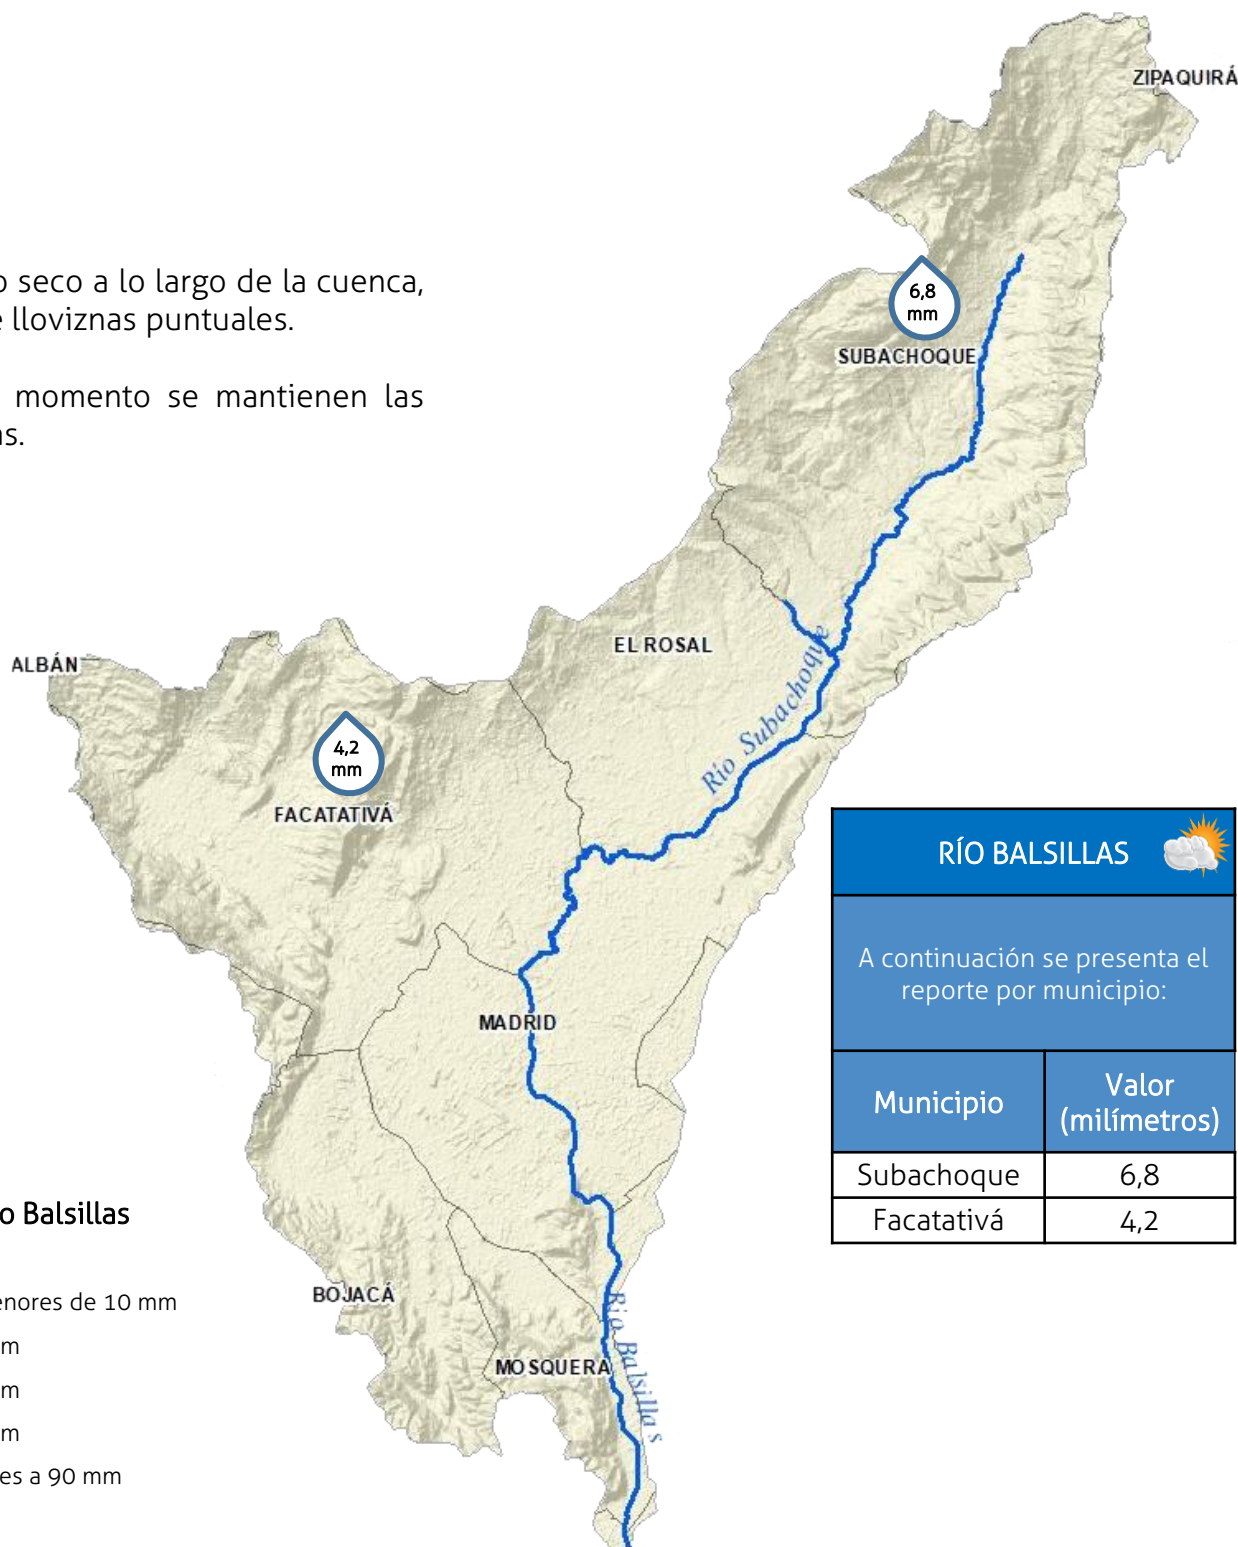 o seco a lo largo de la cuenca,
e lloviznas puntuales.
momento se mantienen las
as.
ZIPAQUIRÁ
6,8
mm
SUBACHOQUE
EL ROSAL
Río Subachoque
ALBÁN
4,2
mm
FACATATIVÁ
MADRID
RÍO BALSILLAS
A continuación se presenta el
reporte por municipio:
Municipio
Valor
(milímetros)
Subachoque 6,8
Facatativá 4,2
o Balsillas
enores de 10 mm
m
m
m
es a 90 mm
BOJACÁ
MOSQUERA
Río Balsillas